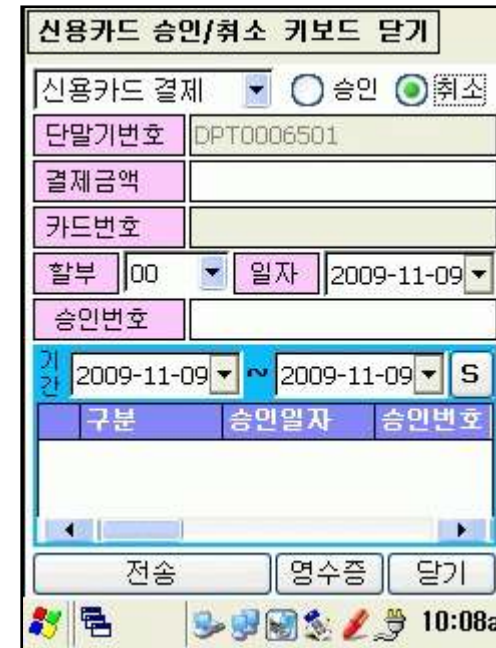 신용카드 승인/취소 키보드 닫기
신용카드 결제 승인 취소
단말기번호 DPT0006501
결제금액
카드번호
할부 00 일자 2009-11-09
승인번호
기간 2009-11-09 ~ 2009-11-09 S
구분 승인일자 승인번호
전송 영수증 닫기
10:08a